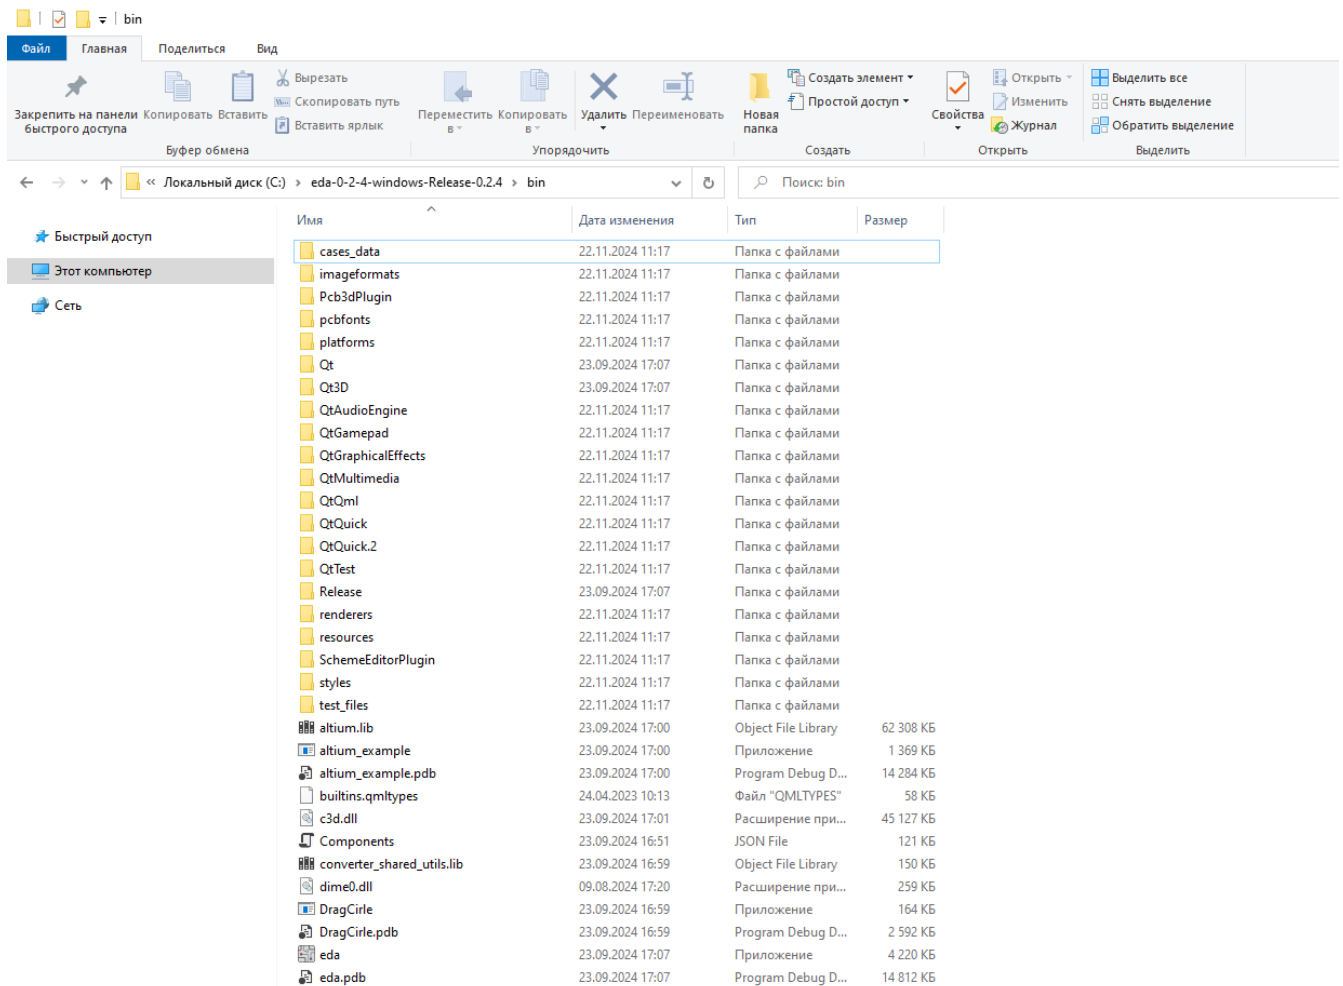 bin
Файл Главная Поделиться Вид
Закрепить на панели быстрого доступа
Копировать
Вставить
Вырезать
Скопировать путь
Вставить ярлык
Буфер обмена
Переместить в
Копировать в
Удалить
Переименовать
Упорядочить
Новая папка
Создать элемент
Простой доступ
Создать
Свойства
Открыть
Изменить
Журнал
Открыть
Выделить все
Снять выделение
Обратить выделение
Выделить
« Локальный диск (C:) › eda-0-2-4-windows-Release-0.2.4 › bin
Поиск: bin
Быстрый доступ
Этот компьютер
Сеть
Имя Дата изменения Тип Размер
cases_data 22.11.2024 11:17 Папка с файлами
imageformats 22.11.2024 11:17 Папка с файлами
Pcb3dPlugin 22.11.2024 11:17 Папка с файлами
pcbfonts 22.11.2024 11:17 Папка с файлами
platforms 22.11.2024 11:17 Папка с файлами
Qt 23.09.2024 17:07 Папка с файлами
Qt3D 23.09.2024 17:07 Папка с файлами
QtAudioEngine 22.11.2024 11:17 Папка с файлами
QtGamepad 22.11.2024 11:17 Папка с файлами
QtGraphicalEffects 22.11.2024 11:17 Папка с файлами
QtMultimedia 22.11.2024 11:17 Папка с файлами
QtQml 22.11.2024 11:17 Папка с файлами
QtQuick 22.11.2024 11:17 Папка с файлами
QtQuick.2 22.11.2024 11:17 Папка с файлами
QtTest 22.11.2024 11:17 Папка с файлами
Release 23.09.2024 17:07 Папка с файлами
renderers 22.11.2024 11:17 Папка с файлами
resources 22.11.2024 11:17 Папка с файлами
SchemeEditorPlugin 22.11.2024 11:17 Папка с файлами
styles 22.11.2024 11:17 Папка с файлами
test_files 22.11.2024 11:17 Папка с файлами
altium.lib 23.09.2024 17:00 Object File Library 62 308 КБ
altium_example 23.09.2024 17:00 Приложение 1 369 КБ
altium_example.pdb 23.09.2024 17:00 Program Debug D... 14 284 КБ
builtins.qmltypes 24.04.2023 10:13 Файл "QMLTYPES" 58 КБ
c3d.dll 23.09.2024 17:01 Расширение при... 45 127 КБ
Components 23.09.2024 16:51 JSON File 121 КБ
converter_shared_utils.lib 23.09.2024 16:59 Object File Library 150 КБ
dime0.dll 09.08.2024 17:20 Расширение при... 259 КБ
DragCirle 23.09.2024 16:59 Приложение 164 КБ
DragCirle.pdb 23.09.2024 16:59 Program Debug D... 2 592 КБ
eda 23.09.2024 17:07 Приложение 4 220 КБ
eda.pdb 23.09.2024 17:07 Program Debug D... 14 812 КБ